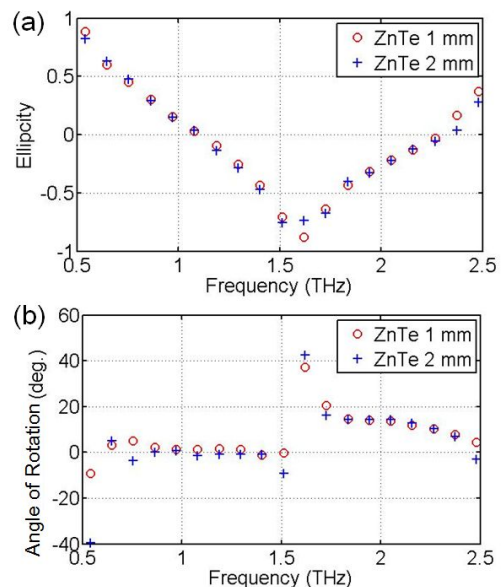 (a)
ZnTe 1 mm
ZnTe 2 mm
1
0.5
0
-0.5
-1
Ellipcity
0.5 1 1.5 2 2.5
Frequency (THz)
(b)
ZnTe 1 mm
ZnTe 2 mm
60
40
20
0
-20
-40
Angle of Rotation (deg.)
0.5 1 1.5 2 2.5
Frequency (THz)